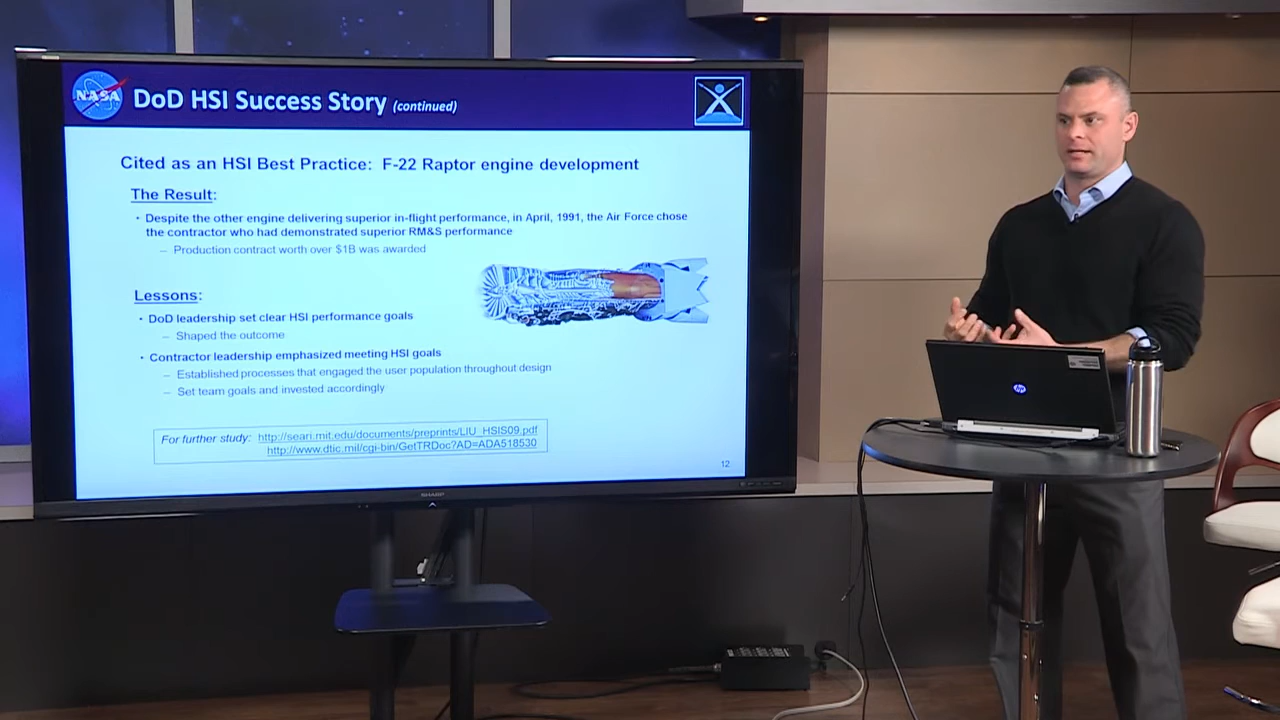 NASA
DoD HSI Success Story (continued)
Cited as an HSI Best Practice: F-22 Raptor engine development
The Result:
• Despite the other engine delivering superior in-flight performance, in April, 1991, the Air Force chose
the contractor who had demonstrated superior RM&S performance
– Production contract worth over $1B was awarded
Lessons:
• DoD leadership set clear HSI performance goals
– Shaped the outcome
• Contractor leadership emphasized meeting HSI goals
– Established processes that engaged the user population throughout design
– Set team goals and invested accordingly
For further study: http://seari.mit.edu/documents/preprints/LIU_HSIS09.pdf
http://www.dtic.mil/cgi-bin/GetTRDoc?AD=ADA518530
12
SHARP
hp